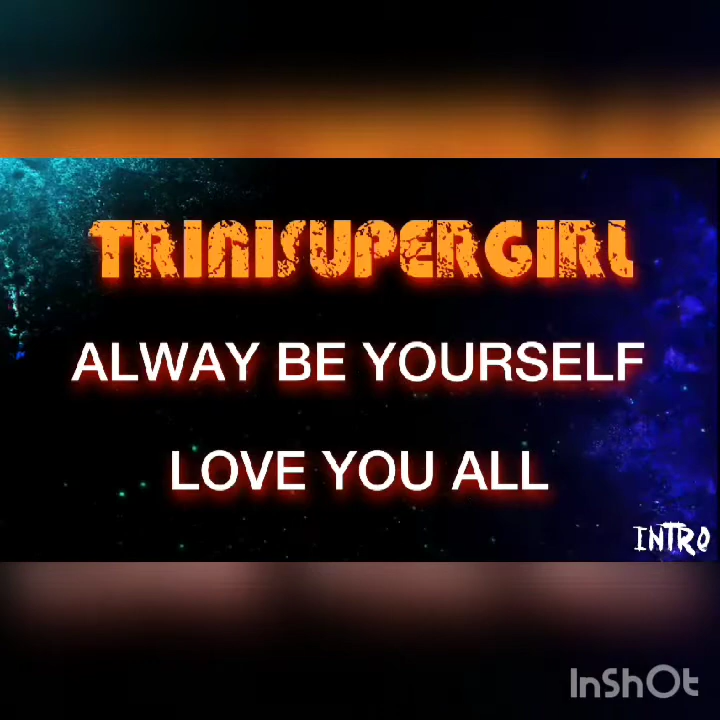 TRINISUPERGIRL
ALWAY BE YOURSELF
LOVE YOU ALL
INTRO
InShOt